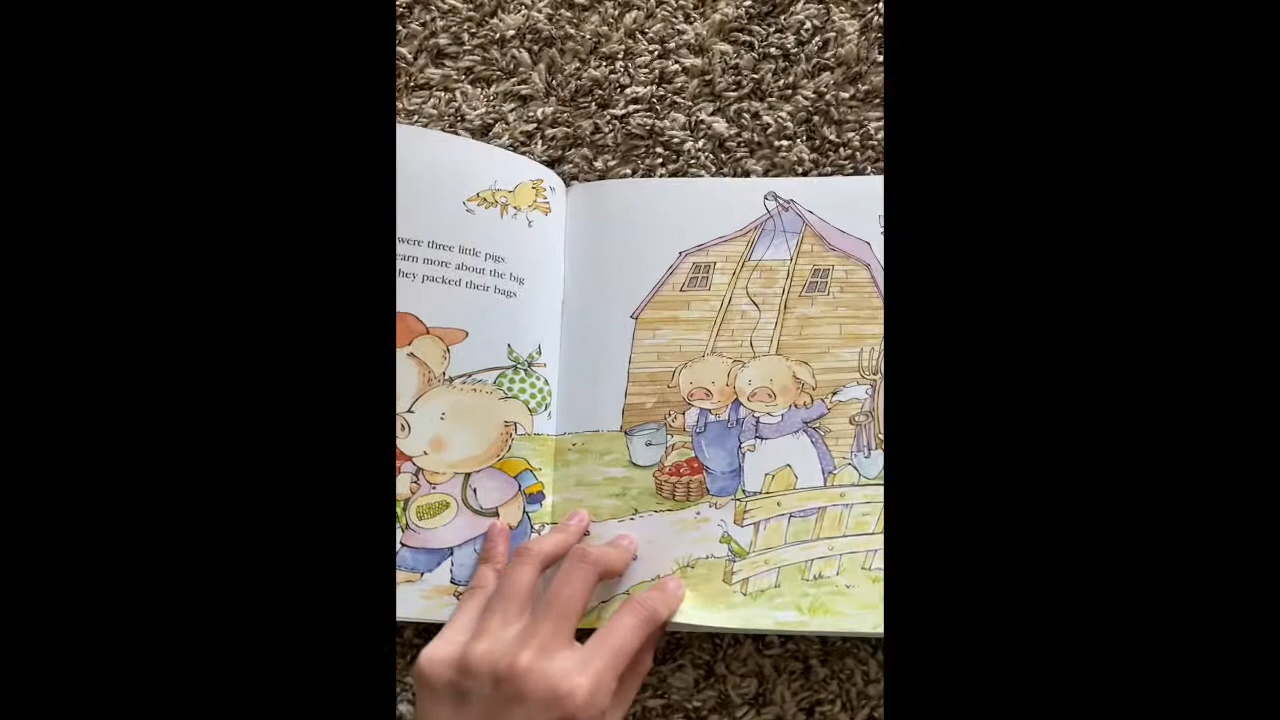 were three little pigs.
earn more about the big
hey packed their bags